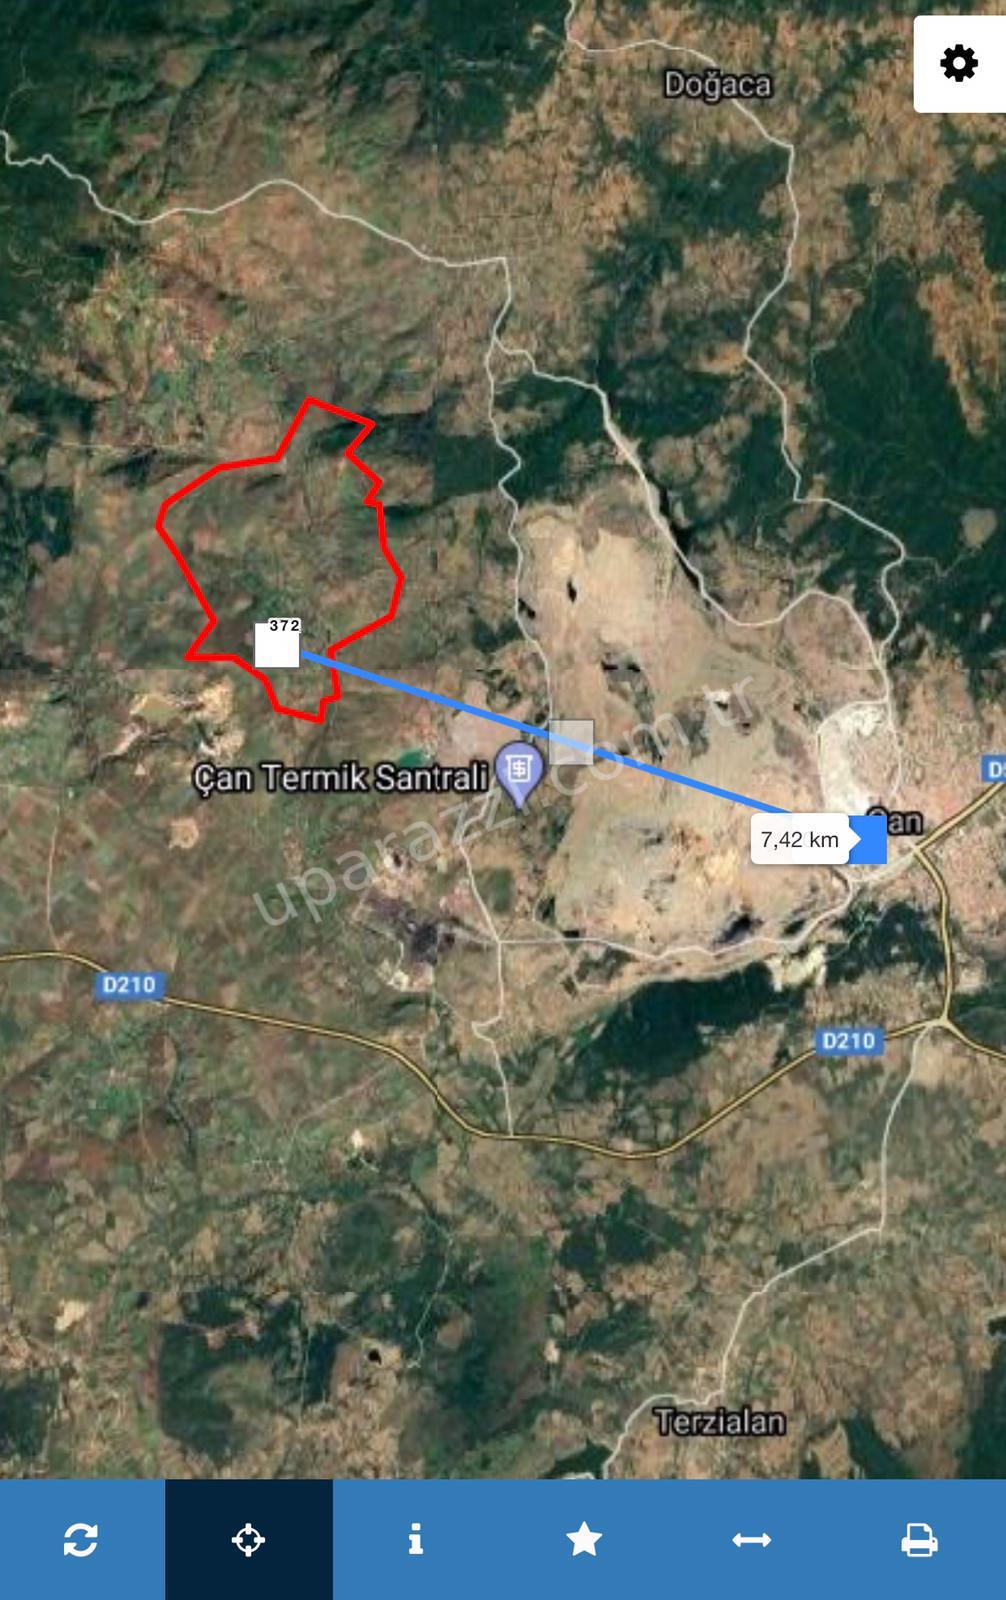 Doğaca
372
Çan Termik Santrali
uparazzi.com.tr
Çan
7,42 km
D210
D210
Terzialan